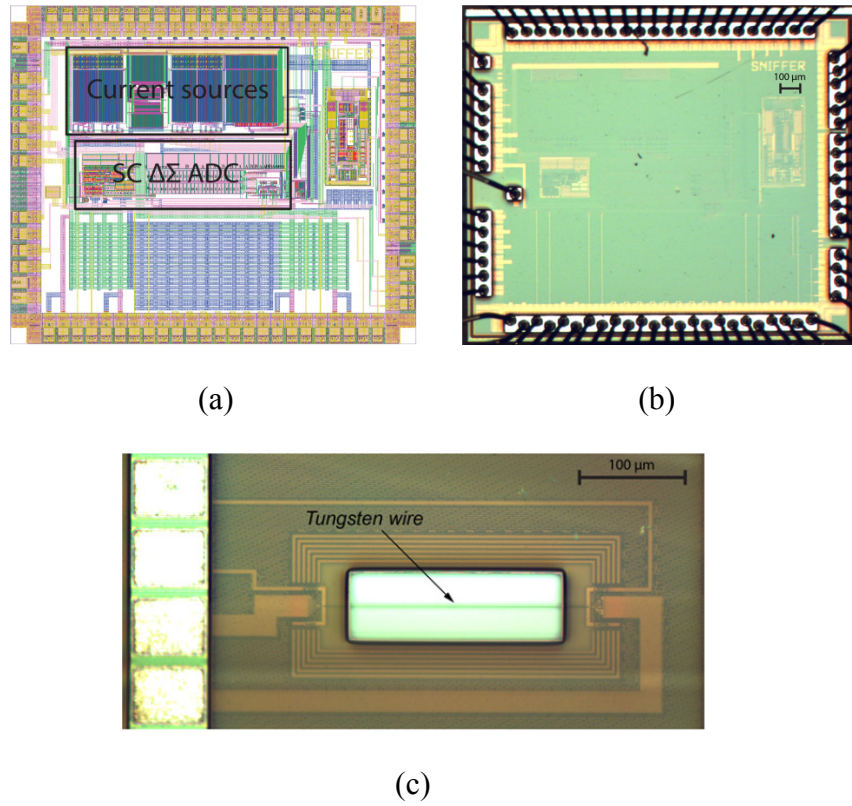 SNIFFER
Current sources
SC ΔΣ ADC
SNIFFER
100 µm
(a)
(b)
100 µm
Tungsten wire
(c)